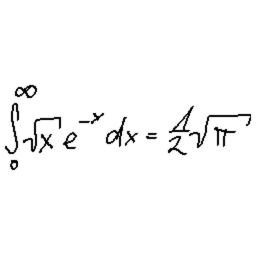 ∫₀^∞ √x e^{-x} dx = 1/2 √π